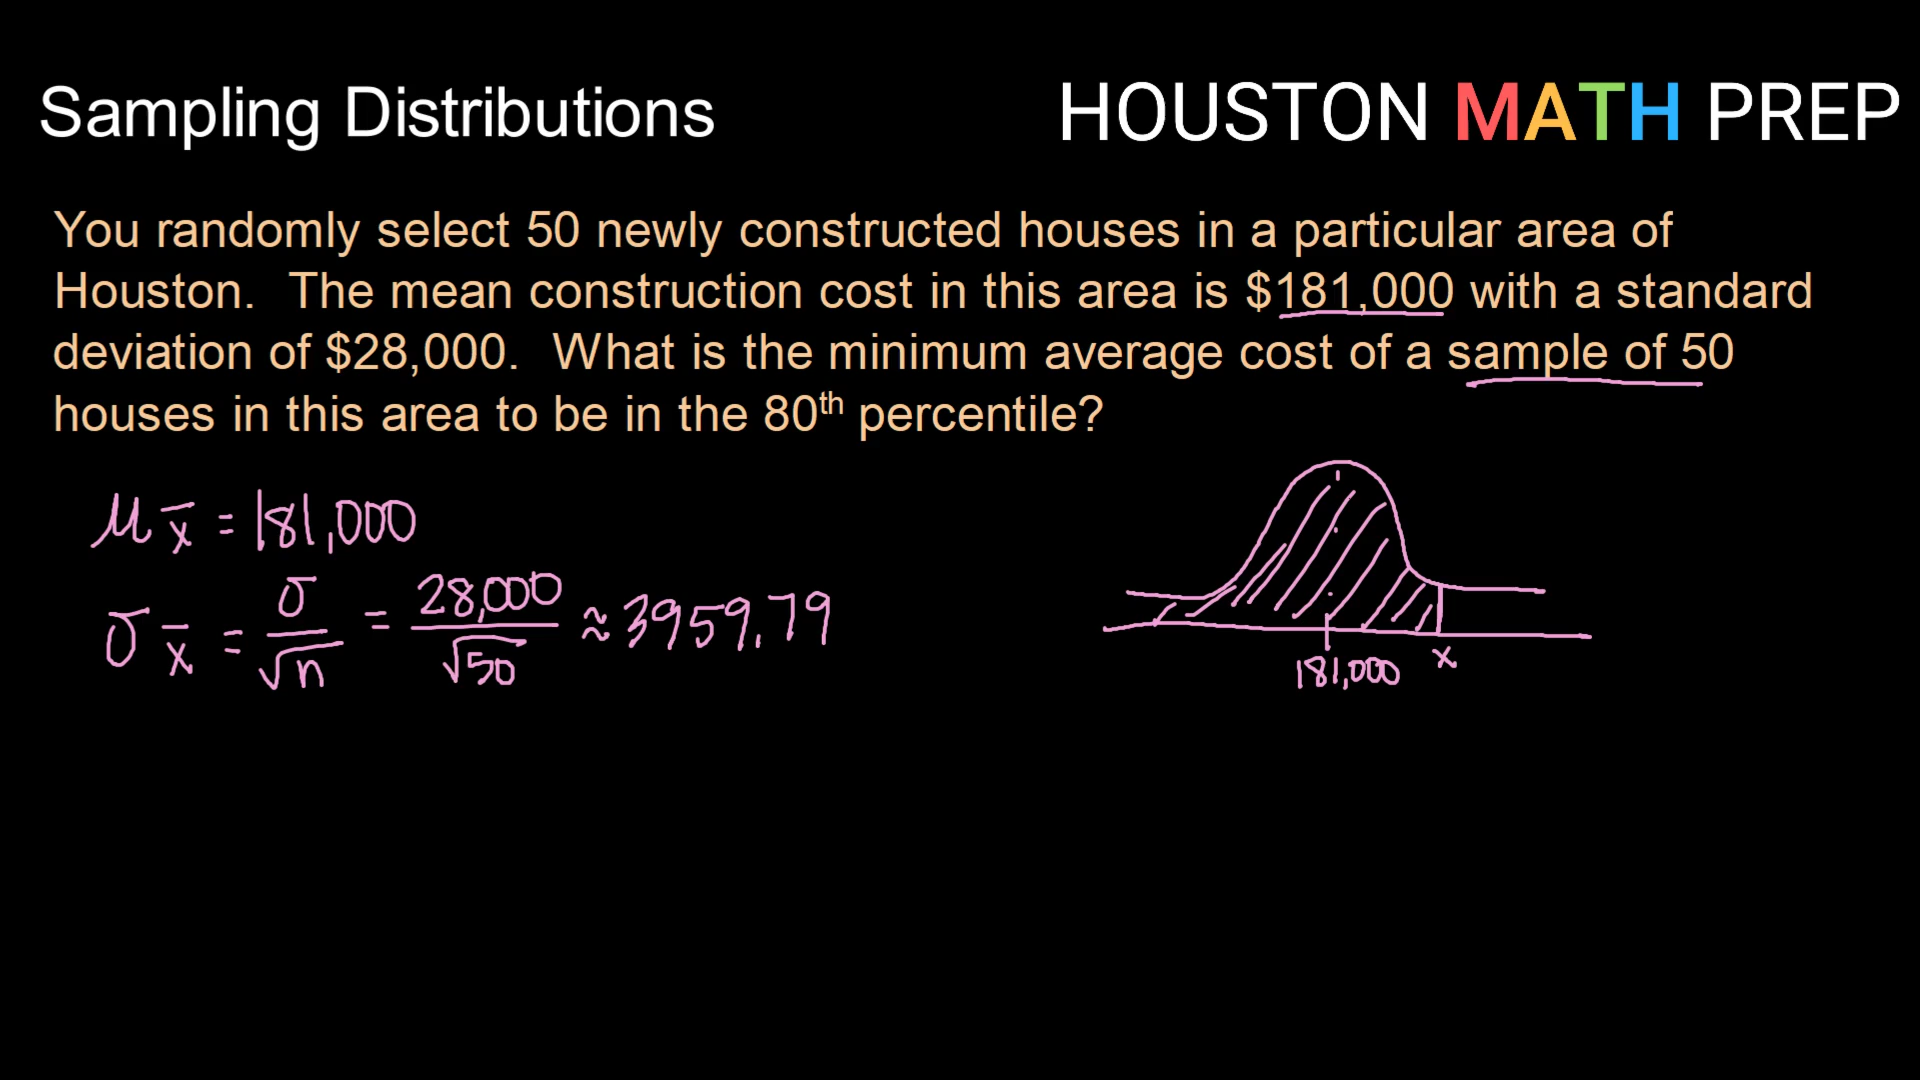 Sampling Distributions
HOUSTON MATH PREP
You randomly select 50 newly constructed houses in a particular area of
Houston. The mean construction cost in this area is $181,000 with a standard
deviation of $28,000. What is the minimum average cost of a sample of 50
houses in this area to be in the 80th percentile?
μx̄ = 181,000
σx̄ = σ/√n = 28,000/√50 ≈ 3959.79
181,000 x